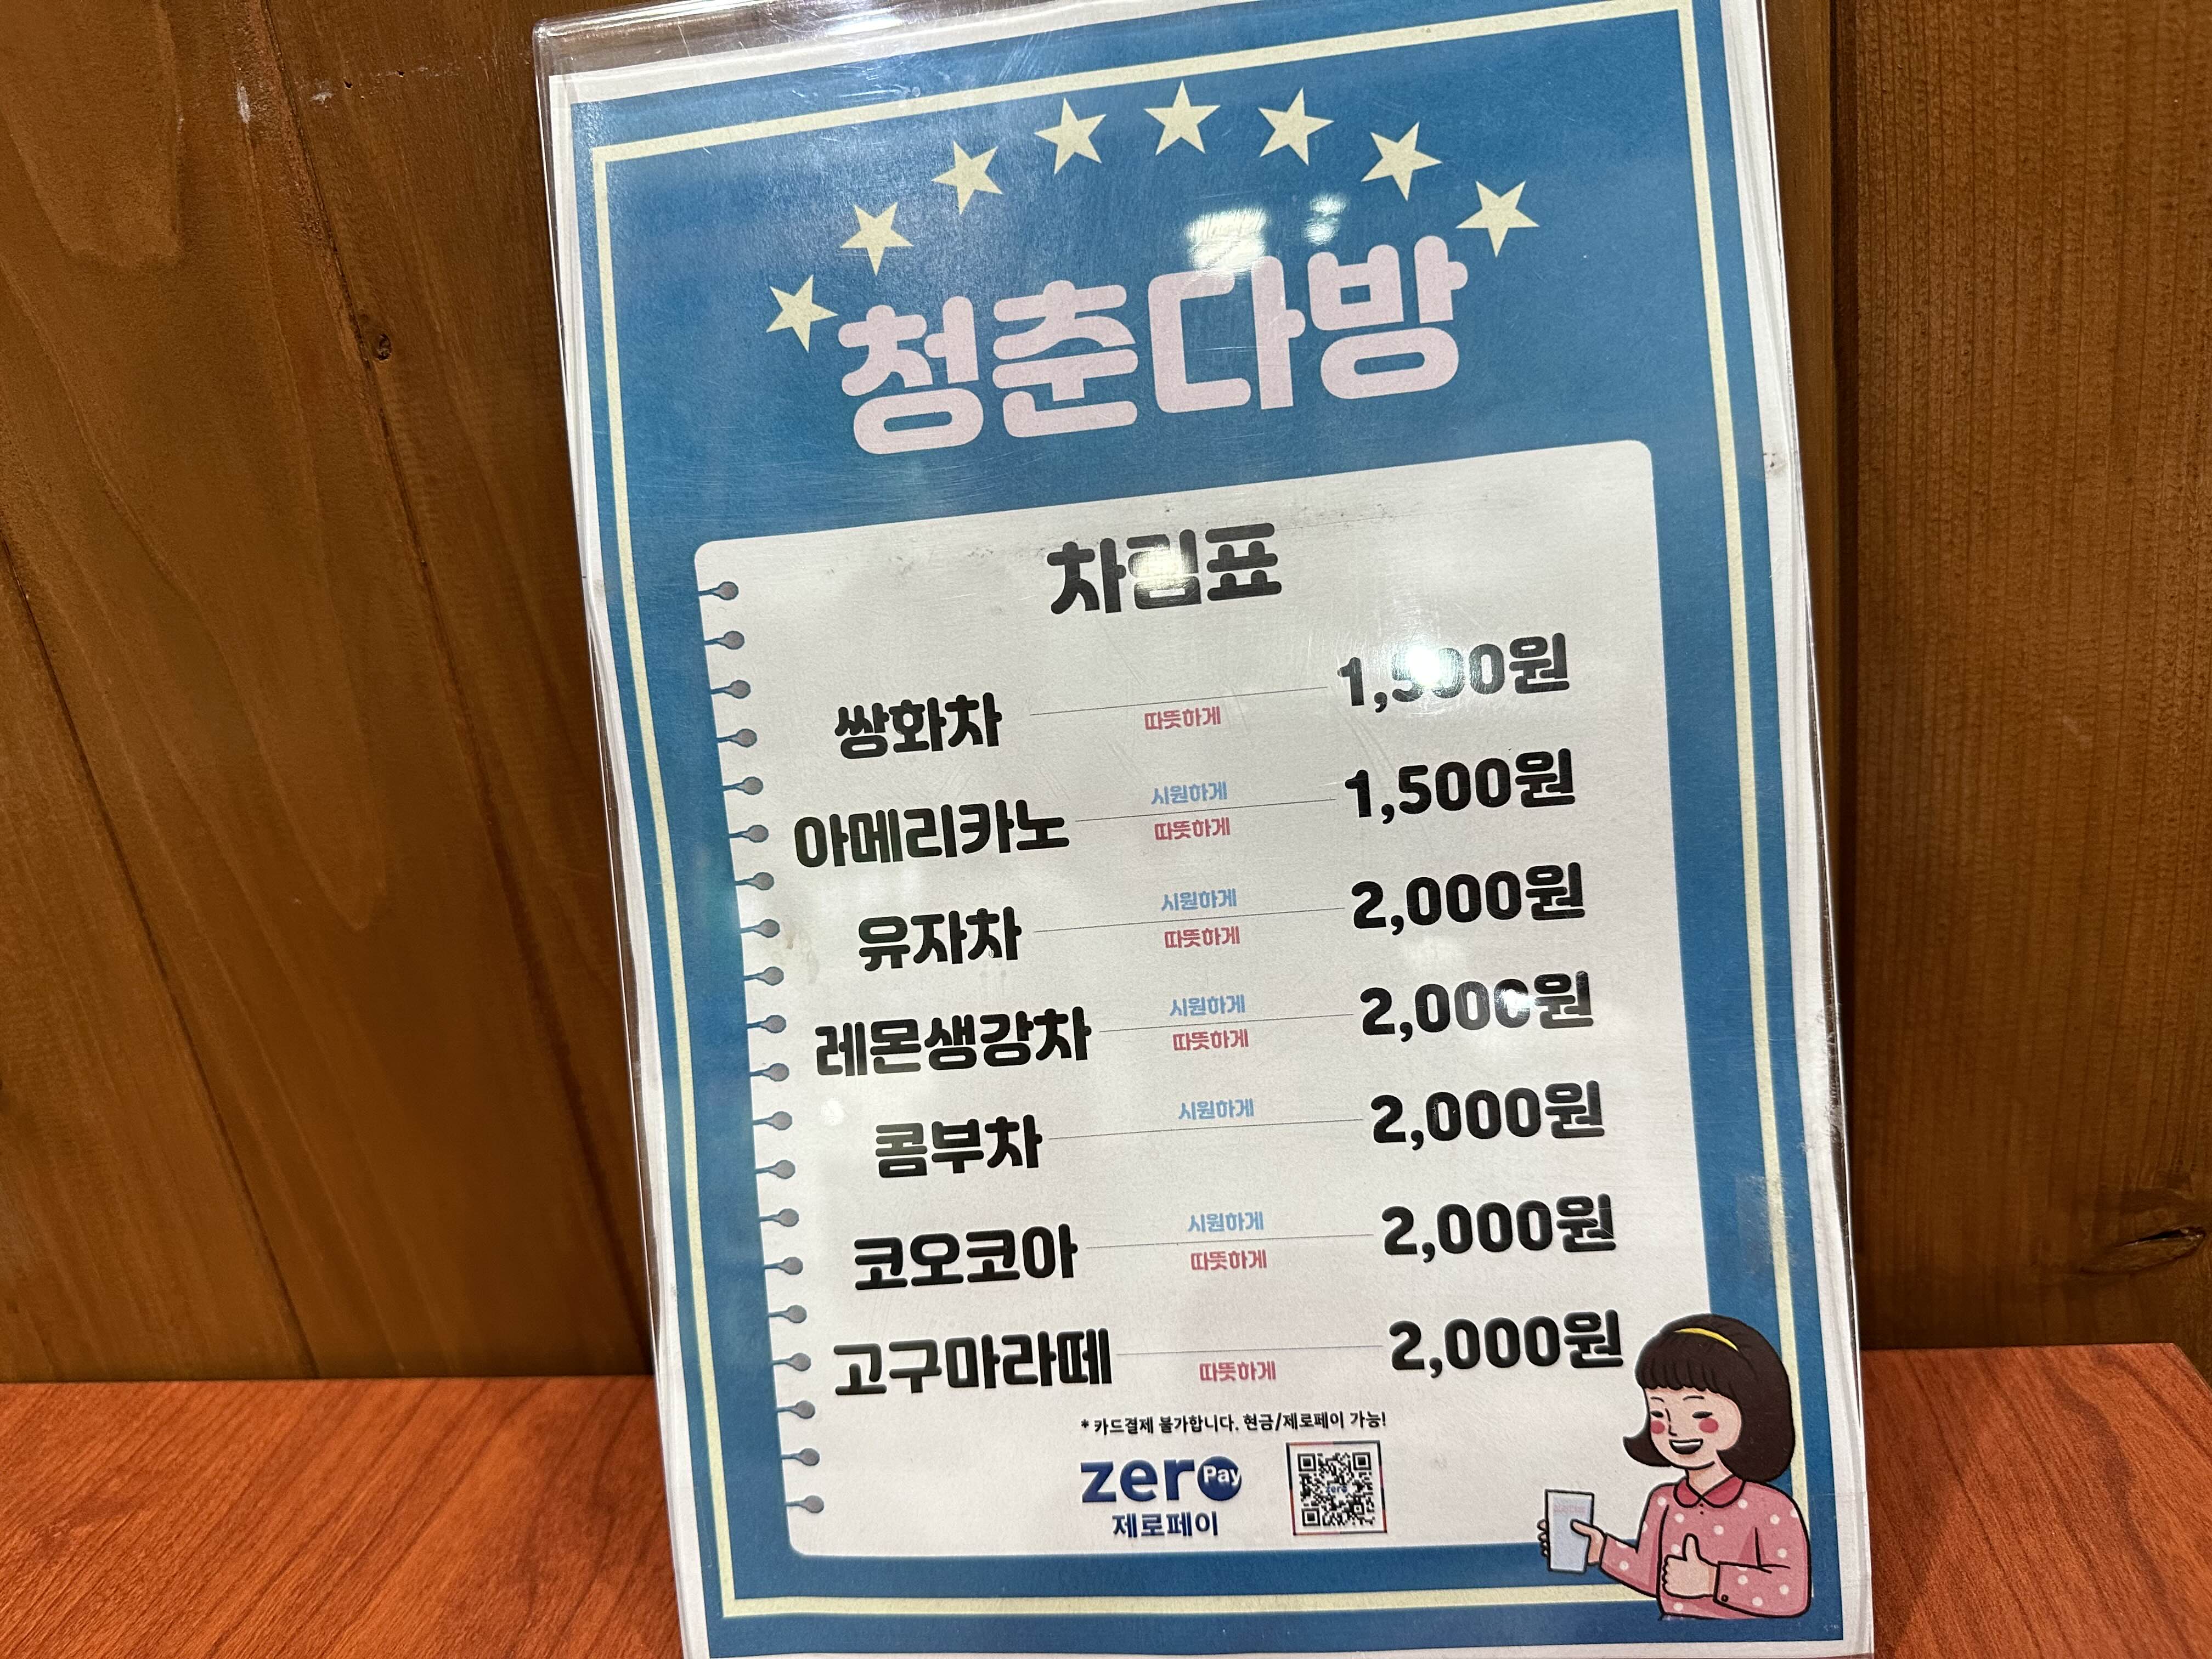 청춘다방
차림표
쌍화차 따뜻하게 1,500원
아메리카노 시원하게 따뜻하게 1,500원
유자차 시원하게 따뜻하게 2,000원
레몬생강차 시원하게 따뜻하게 2,000원
콤부차 시원하게 2,000원
코오코아 시원하게 따뜻하게 2,000원
고구마라떼 따뜻하게 2,000원
* 카드결제 불가합니다. 현금/제로페이 가능!
zero Pay
제로페이